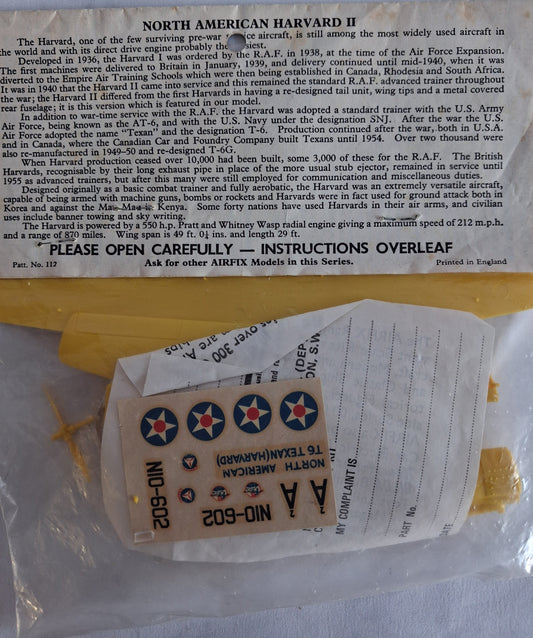 NORTH AMERICAN HARVARD II
The Harvard, one of the few surviving pre-war ce aircraft, is still among the most widely used aircraft in
the world and with its direct drive engine probably the siest.
Developed in 1936, the Harvard I was ordered by the R.A.F. in 1938, at the time of the Air Force Expansion.
The first machines were delivered to Britain in January, 1939, and delivery continued until mid-1940, when it was
diverted to the Empire Air Training Schools which were then being established in Canada, Rhodesia and South Africa.
It was in 1940 that the Harvard II came into service and this remained the standard R.A.F. advanced trainer throughout
the war; the Harvard II differed from the first Harvards in having a re-designed tail unit, wing tips and a metal covered
rear fuselage; it is this version which is featured in our model.
In addition to war-time service with the R.A.F. the Harvard was adopted a standard trainer with the U.S. Army
Air Force, being known as the AT-6, and with the U.S. Navy under the designation SNJ. After the war the U.S.
Air Force adopted the name "Texan" and the designation T-6. Production continued after the war, both in U.S.A.
and in Canada, where the Canadian Car and Foundry Company built Texans until 1954. Over two thousand were
also re-manufactured in 1949-50 and re-designed T-6G.
When Harvard production ceased over 10,000 had been built, some 3,000 of these for the R.A.F. The British
Harvards, recognisable by their long exhaust pipe in place of the more usual stub ejector, remained in service until
1955 as advanced trainers, but after this many were still employed for communication and miscellaneous duties.
Designed originally as a basic combat trainer and fully aerobatic, the Harvard was an extremely versatile aircraft,
capable of being armed with machine guns, bombs or rockets and Harvards were in fact used for ground attack both in
Korea and against the Mau Mau in Kenya. Some forty nations have used Harvards in their air arms, and civilian
uses include banner towing and sky writing.
The Harvard is powered by a 550 h.p. Pratt and Whitney Wasp radial engine giving a maximum speed of 212 m.p.h.
and a range of 870 miles. Wing span is 49 ft. 0¼ ins. and length 29 ft.
PLEASE OPEN CAREFULLY — INSTRUCTIONS OVERLEAF
Patt. No. 112 Ask for other AIRFIX Models in this Series. Printed in England
es over 300
m are
(DEP
ON, S.W.
MY COMPLAINT IS
PART No.
NORTH AMERICAN
T6 TEXAN(HARVARD)
N10-602
N10-602
A
A